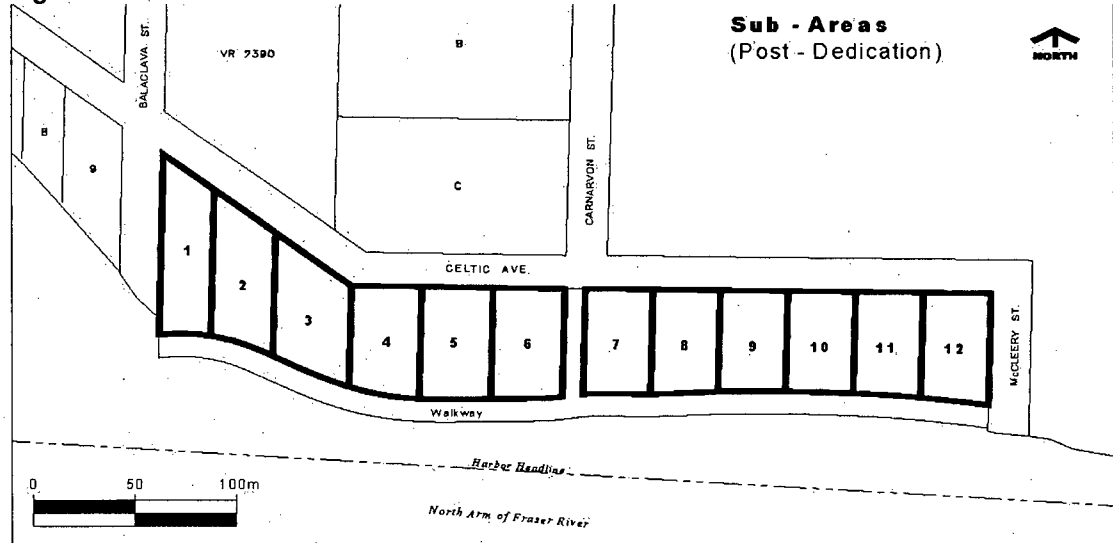 Sub - Areas
(Post - Dedication)
NORTH
BALACLAVA ST.
VR 7390
B
B
9
C
CARNARVON ST.
CELTIC AVE.
1
2
3
4
5
6
7
8
9
10
11
12
McCLEERY ST.
Walkway
Harbor Headline
0 50 100m
North Arm of Fraser River